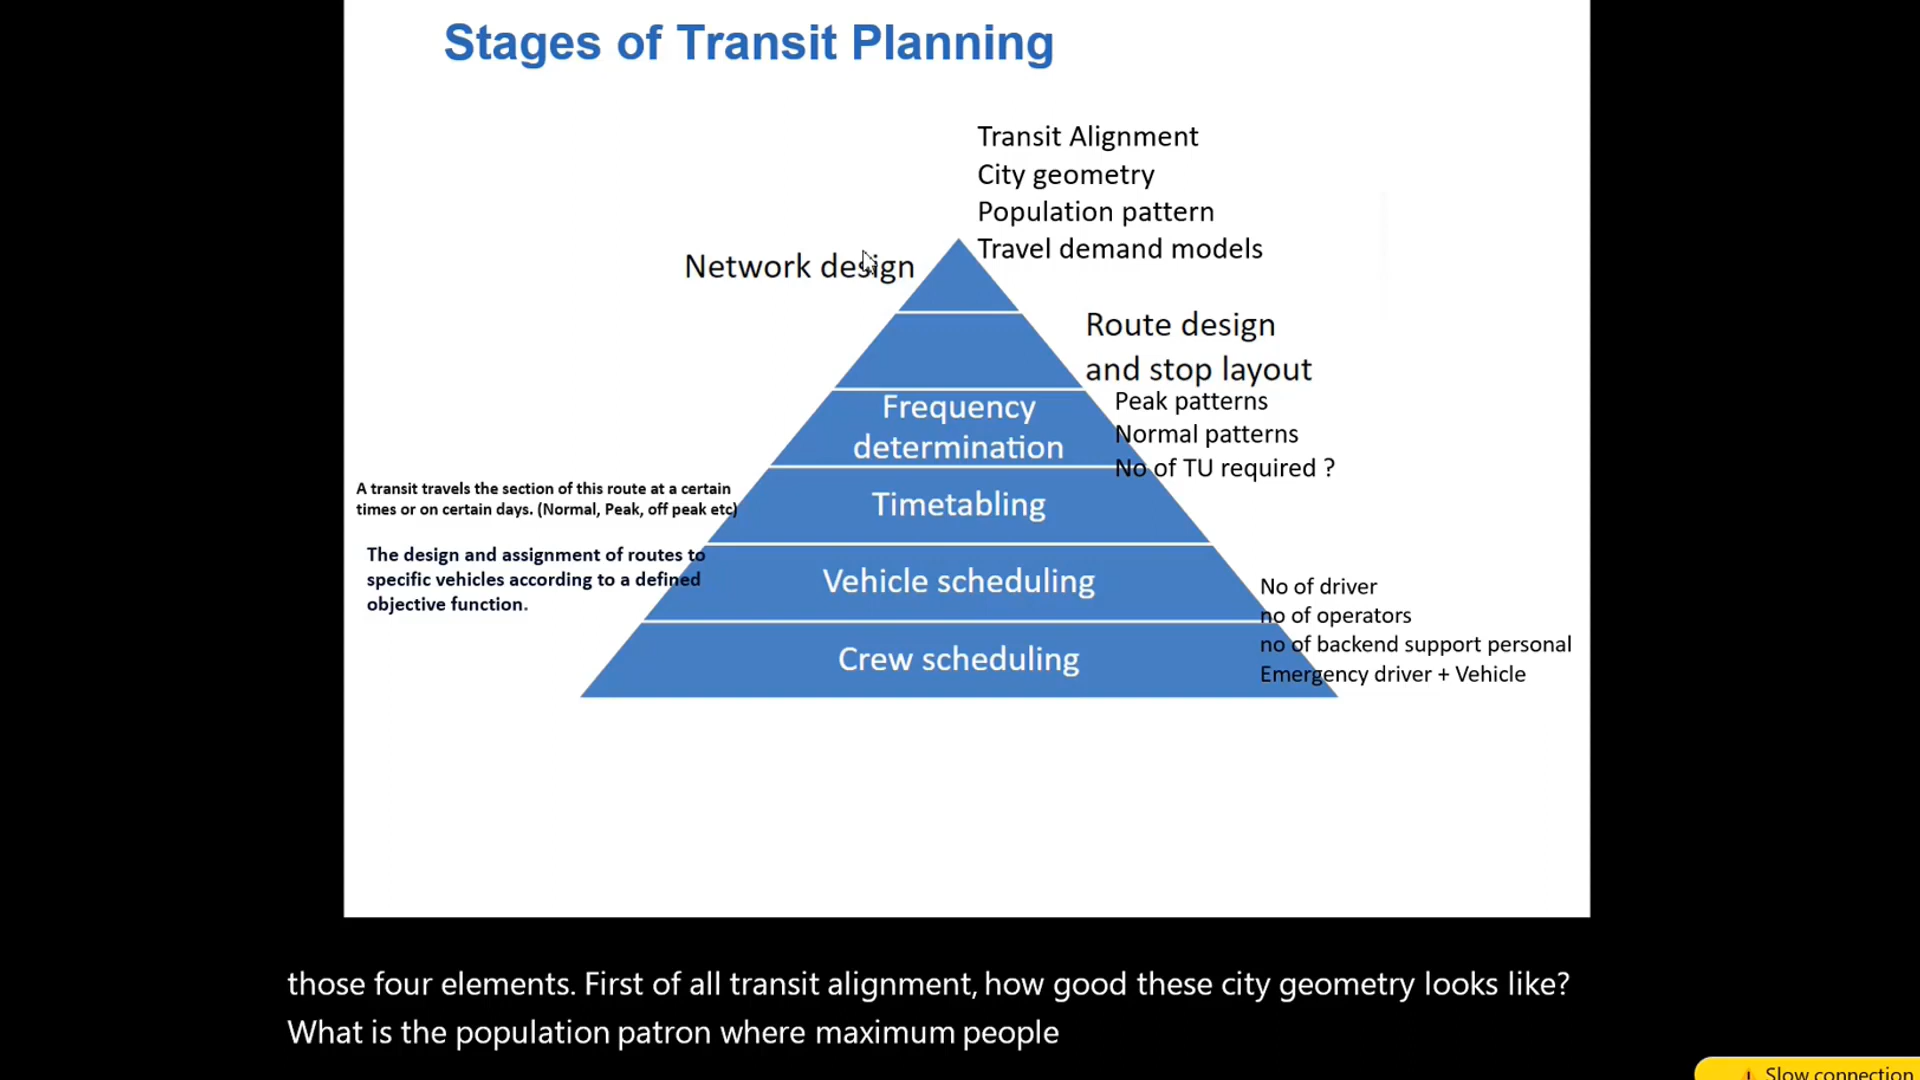 Stages of Transit Planning
Transit Alignment
City geometry
Population pattern
Travel demand models
Network design
Route design
and stop layout
Frequency
determination
Peak patterns
Normal patterns
No of TU required ?
A transit travels the section of this route at a certain
times or on certain days. (Normal, Peak, off peak etc)
Timetabling
The design and assignment of routes to
specific vehicles according to a defined
objective function.
Vehicle scheduling
Crew scheduling
No of driver
no of operators
no of backend support personal
Emergency driver + Vehicle
those four elements. First of all transit alignment, how good these city geometry looks like?
What is the population patron where maximum people
Slow connection